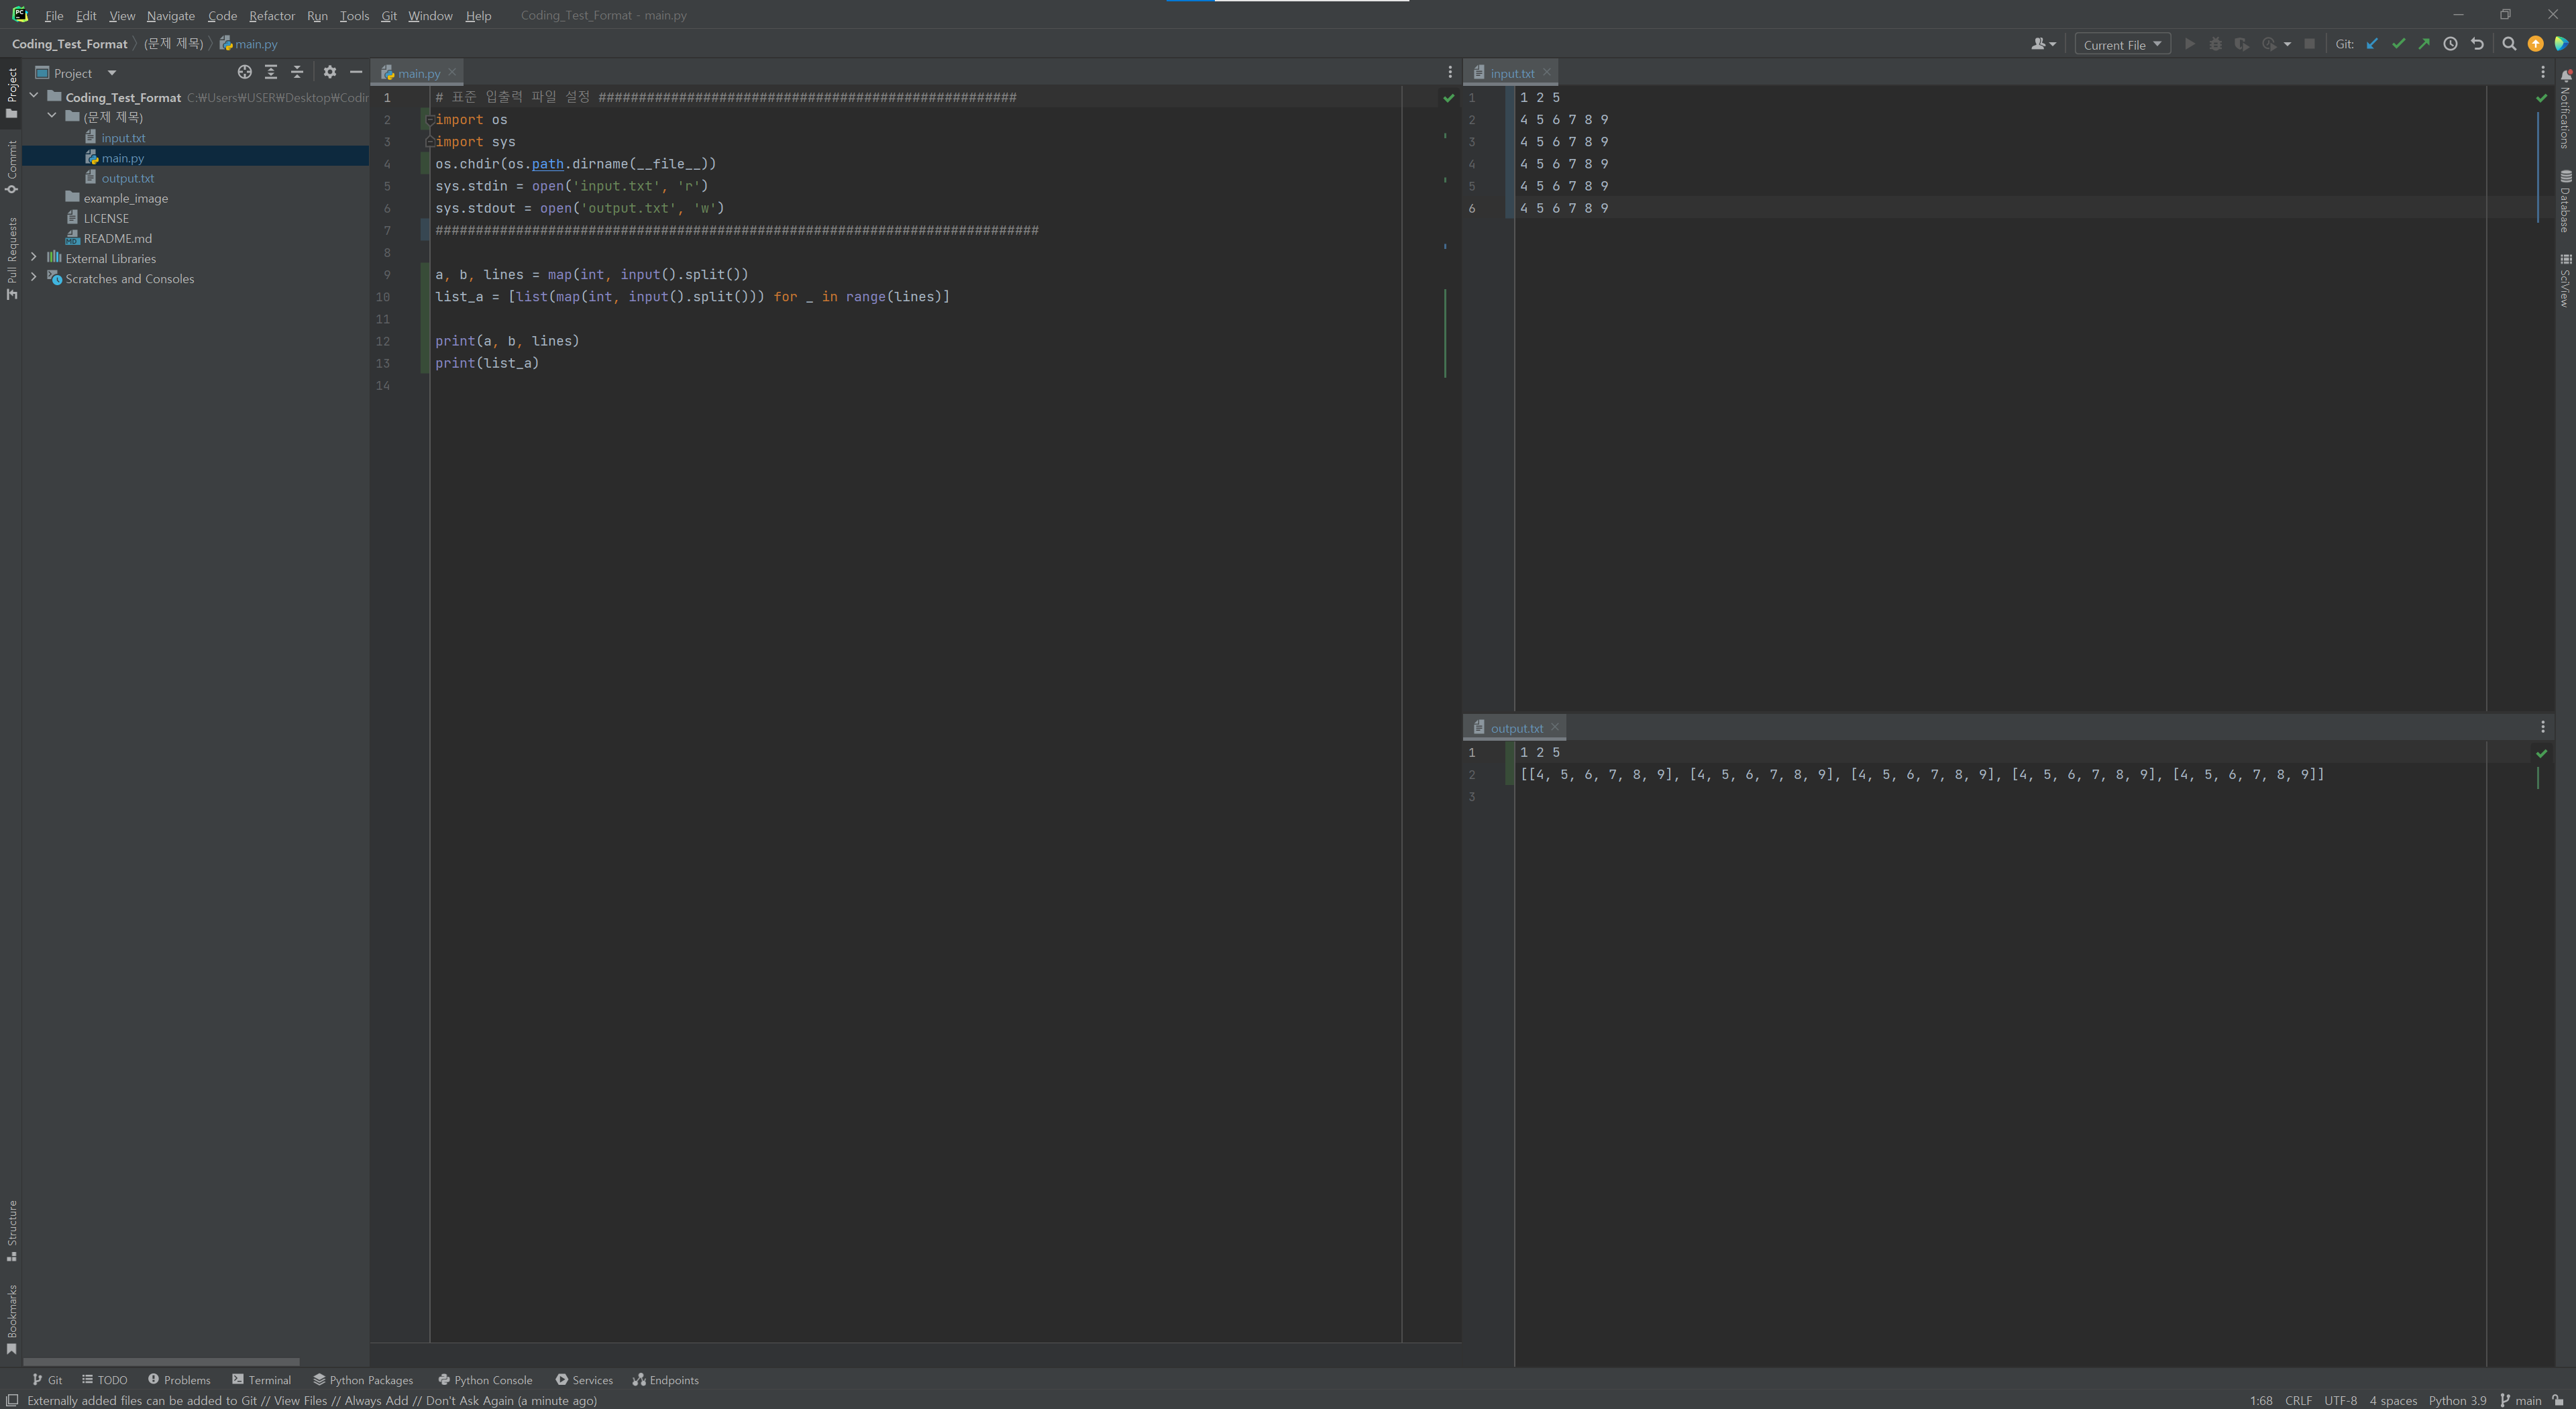 PC File Edit View Navigate Code Refactor Run Tools Git Window Help Coding_Test_Format - main.py
Coding_Test_Format (문제 제목) main.py Current File Git:
Project
Project
Commit
Pull Requests
Coding_Test_Format C:₩Users₩USER₩Desktop₩Codin
(문제 제목)
input.txt
main.py
output.txt
example_image
LICENSE
README.md
External Libraries
Scratches and Consoles
main.py
1 # 표준 입출력 파일 설정 ####################################################
2 import os
3 import sys
4 os.chdir(os.path.dirname(__file__))
5 sys.stdin = open('input.txt', 'r')
6 sys.stdout = open('output.txt', 'w')
7 ###########################################################################
8
9 a, b, lines = map(int, input().split())
10 list_a = [list(map(int, input().split())) for _ in range(lines)]
11
12 print(a, b, lines)
13 print(list_a)
14
input.txt
1 1 2 5
2 4 5 6 7 8 9
3 4 5 6 7 8 9
4 4 5 6 7 8 9
5 4 5 6 7 8 9
6 4 5 6 7 8 9
output.txt
1 1 2 5
2 [[4, 5, 6, 7, 8, 9], [4, 5, 6, 7, 8, 9], [4, 5, 6, 7, 8, 9], [4, 5, 6, 7, 8, 9], [4, 5, 6, 7, 8, 9]]
3
Notifications
Database
SciView
Structure
Bookmarks
Git TODO Problems Terminal Python Packages Python Console Services Endpoints
Externally added files can be added to Git // View Files // Always Add // Don't Ask Again (a minute ago) 1:68 CRLF UTF-8 4 spaces Python 3.9 main